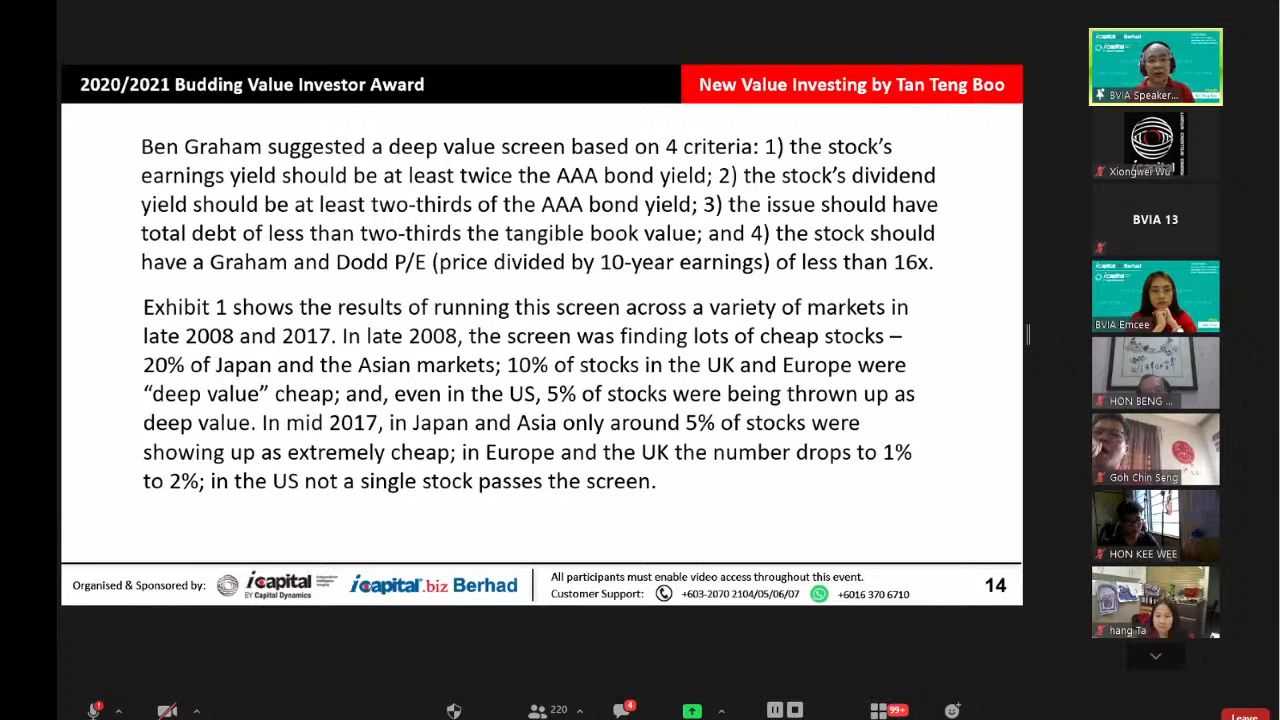 2020/2021 Budding Value Investor Award
New Value Investing by Tan Teng Boo
Ben Graham suggested a deep value screen based on 4 criteria: 1) the stock's
earnings yield should be at least twice the AAA bond yield; 2) the stock's dividend
yield should be at least two-thirds of the AAA bond yield; 3) the issue should have
total debt of less than two-thirds the tangible book value; and 4) the stock should
have a Graham and Dodd P/E (price divided by 10-year earnings) of less than 16x.
Exhibit 1 shows the results of running this screen across a variety of markets in
late 2008 and 2017. In late 2008, the screen was finding lots of cheap stocks –
20% of Japan and the Asian markets; 10% of stocks in the UK and Europe were
“deep value” cheap; and, even in the US, 5% of stocks were being thrown up as
deep value. In mid 2017, in Japan and Asia only around 5% of stocks were
showing up as extremely cheap; in Europe and the UK the number drops to 1%
to 2%; in the US not a single stock passes the screen.
Organised & Sponsored by:
icapital
BY Capital Dynamics
Independent
Intelligence
Integrity
icapital.biz Berhad
All participants must enable video access throughout this event.
Customer Support: +603-2070 2104/05/06/07 +6016 370 6710
14
icapital Berhad
icapital
BVIA Speaker...
Xiongwei Wu
BVIA 13
BVIA Emcee
HON BENG ...
Goh Chin Seng
HON KEE WEE
hang Ta
220
4
99+
Leave